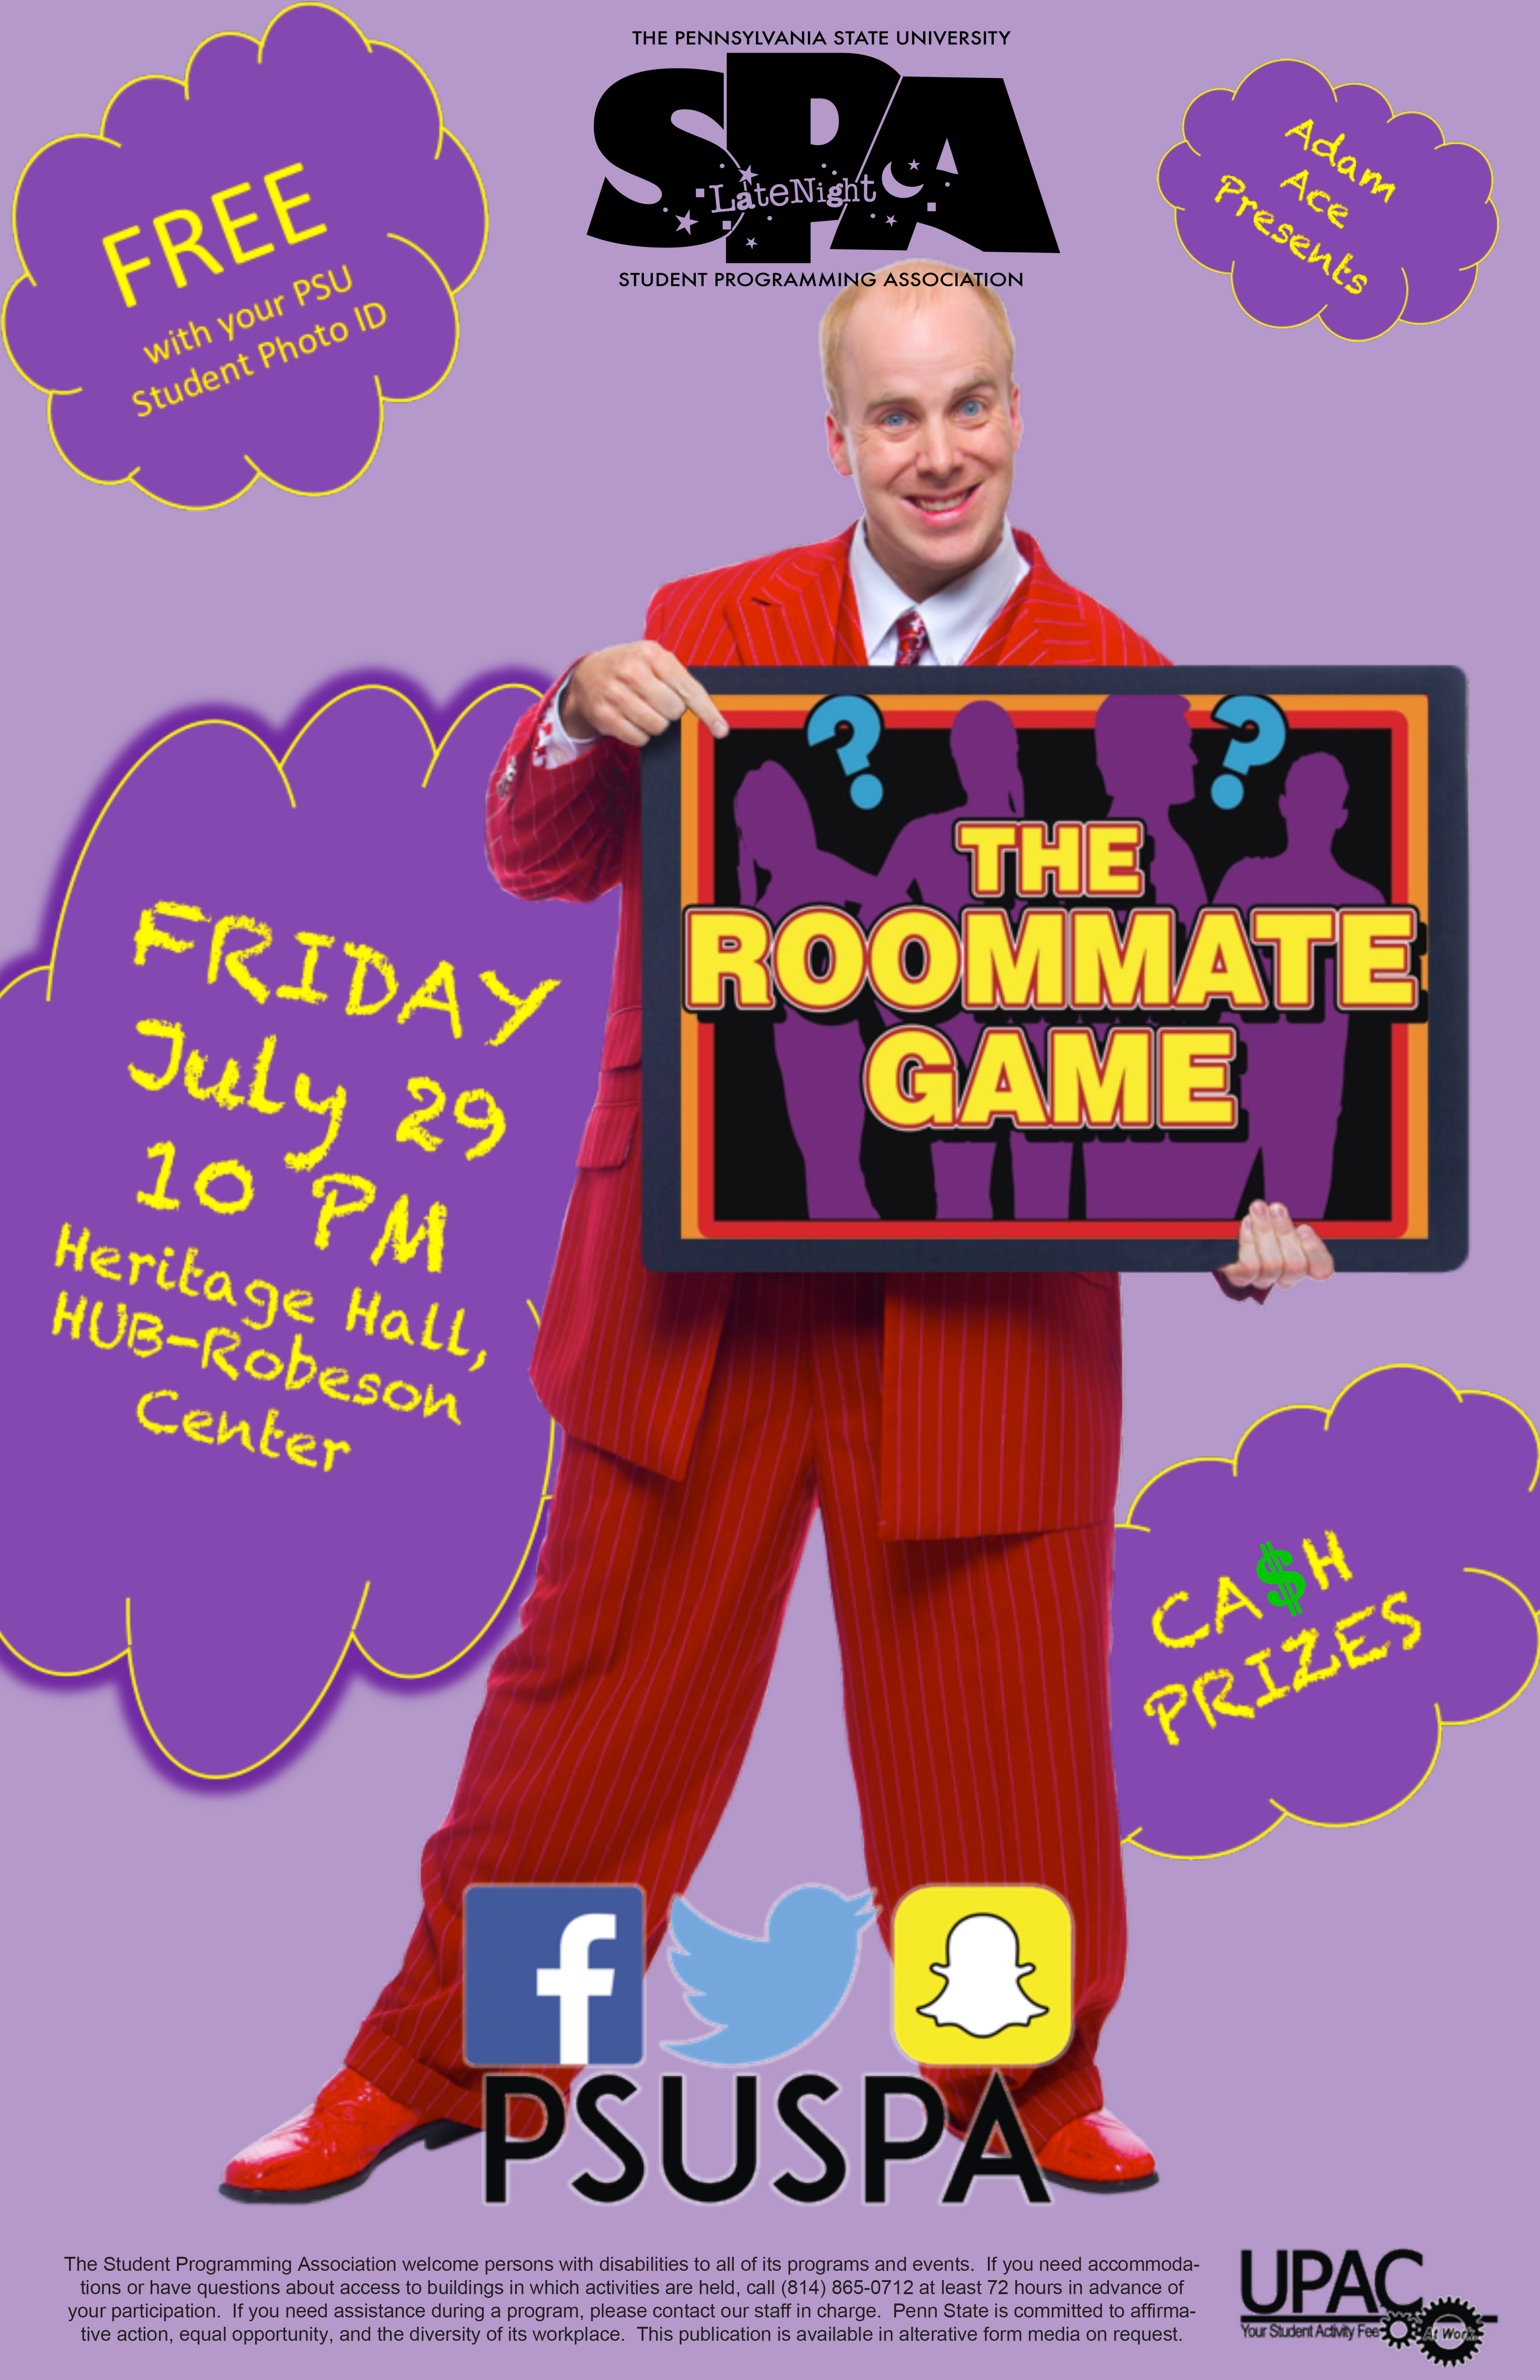 THE PENNSYLVANIA STATE UNIVERSITY
SPA
LateNight
STUDENT PROGRAMMING ASSOCIATION
FREE
with your PSU
Student Photo ID
Adam
Ace
Presents
? ?
THE
ROOMMATE
GAME
FRIDAY
July 29
10 PM
Heritage Hall,
HUB-Robeson
Center
CA$H
PRIZES
f
PSUSPA
The Student Programming Association welcome persons with disabilities to all of its programs and events. If you need accommoda-
tions or have questions about access to buildings in which activities are held, call (814) 865-0712 at least 72 hours in advance of
your participation. If you need assistance during a program, please contact our staff in charge. Penn State is committed to affirma-
tive action, equal opportunity, and the diversity of its workplace. This publication is available in alterative form media on request.
UPAC
Your Student Activity Fee At Work